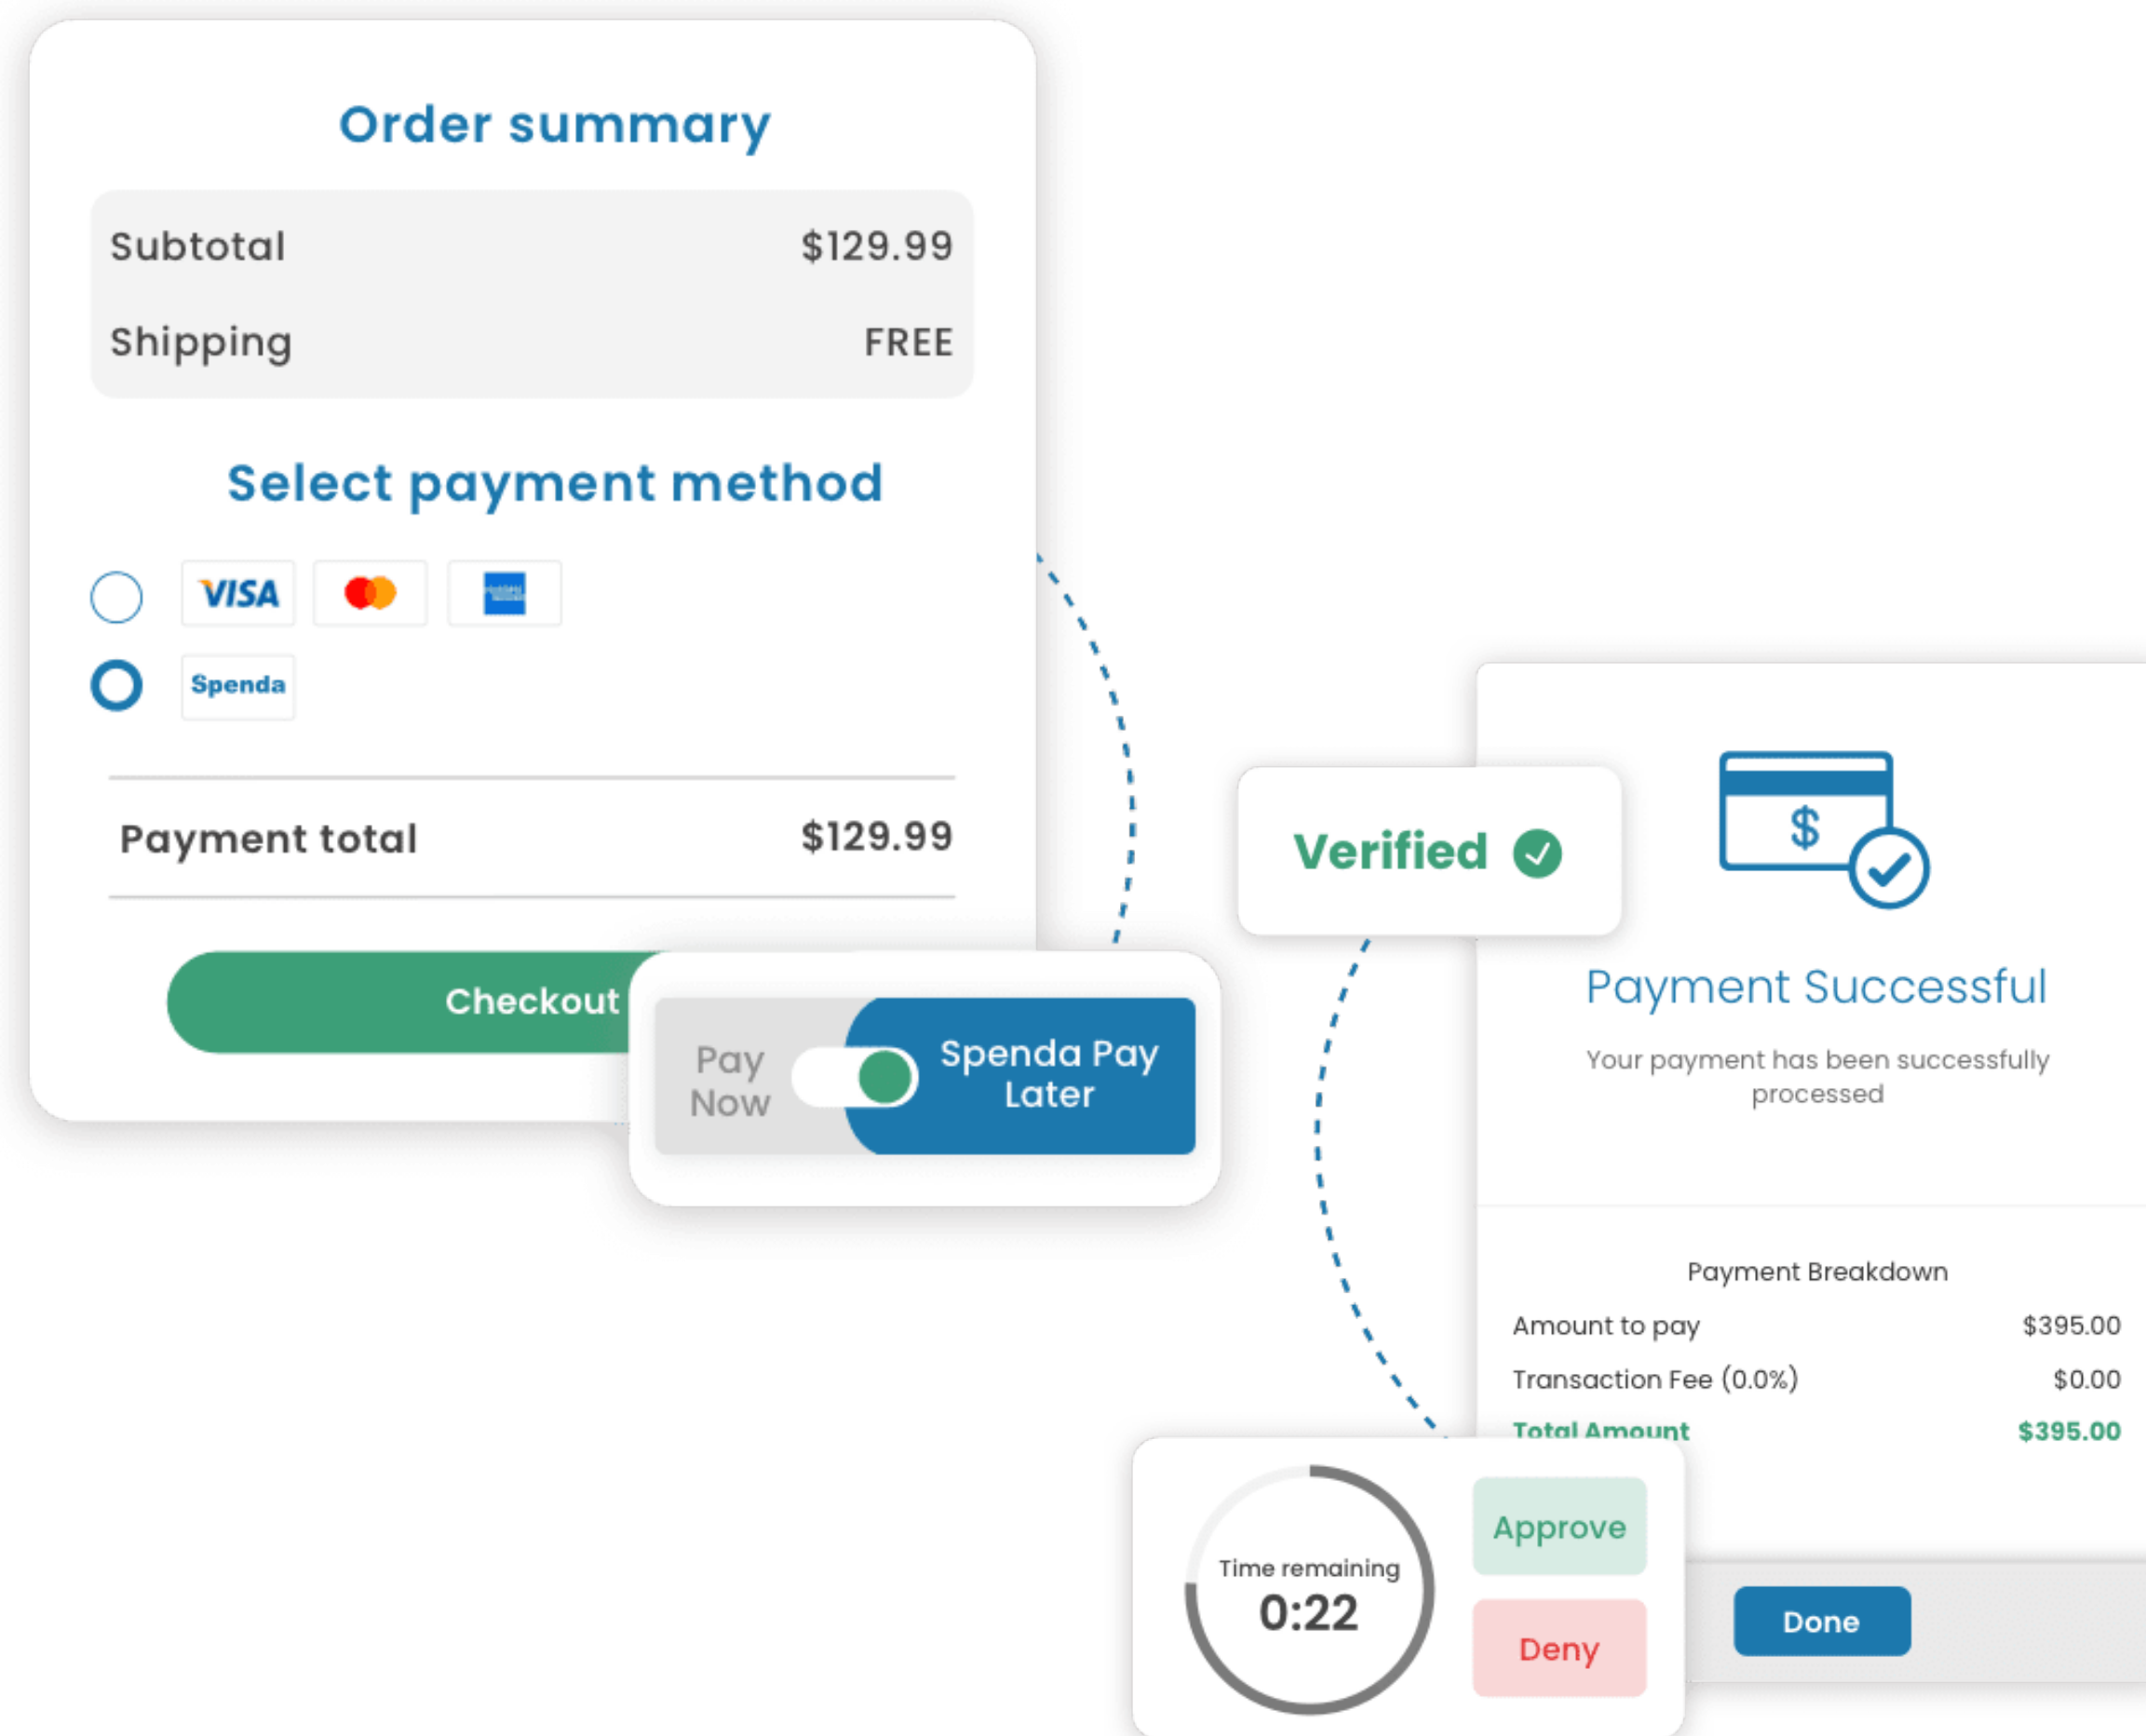 Order summary
Subtotal $129.99
Shipping FREE
Select payment method
VISA
Spenda
Payment total $129.99
Checkout
Pay
Now
Spenda Pay
Later
Verified
$
Payment Successful
Your payment has been successfully
processed
Payment Breakdown
Amount to pay $395.00
Transaction Fee (0.0%) $0.00
Total Amount $395.00
Time remaining
0:22
Approve
Deny
Done